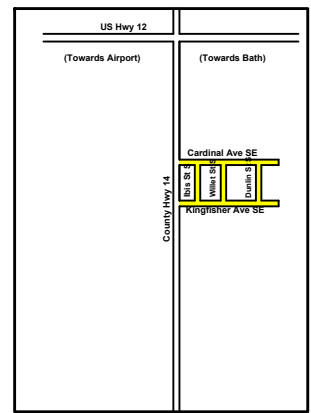 US Hwy 12
(Towards Airport)
(Towards Bath)
Cardinal Ave SE
Ibis St S
Willet St S
Dunlin S S
Kingfisher Ave SE
County Hwy 14